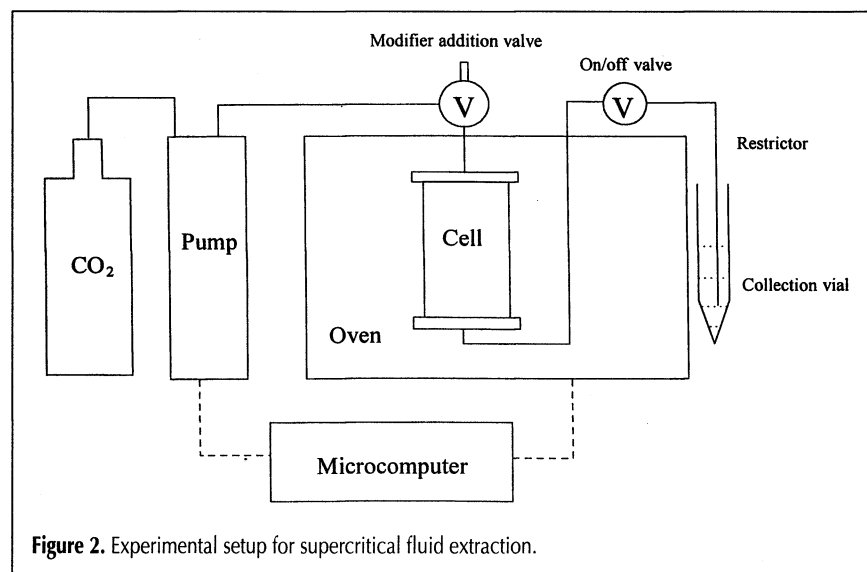 Modifier addition valve
On/off valve
V
V
Restrictor
Pump
Cell
CO₂
Collection vial
Oven
Microcomputer
Figure 2. Experimental setup for supercritical fluid extraction.